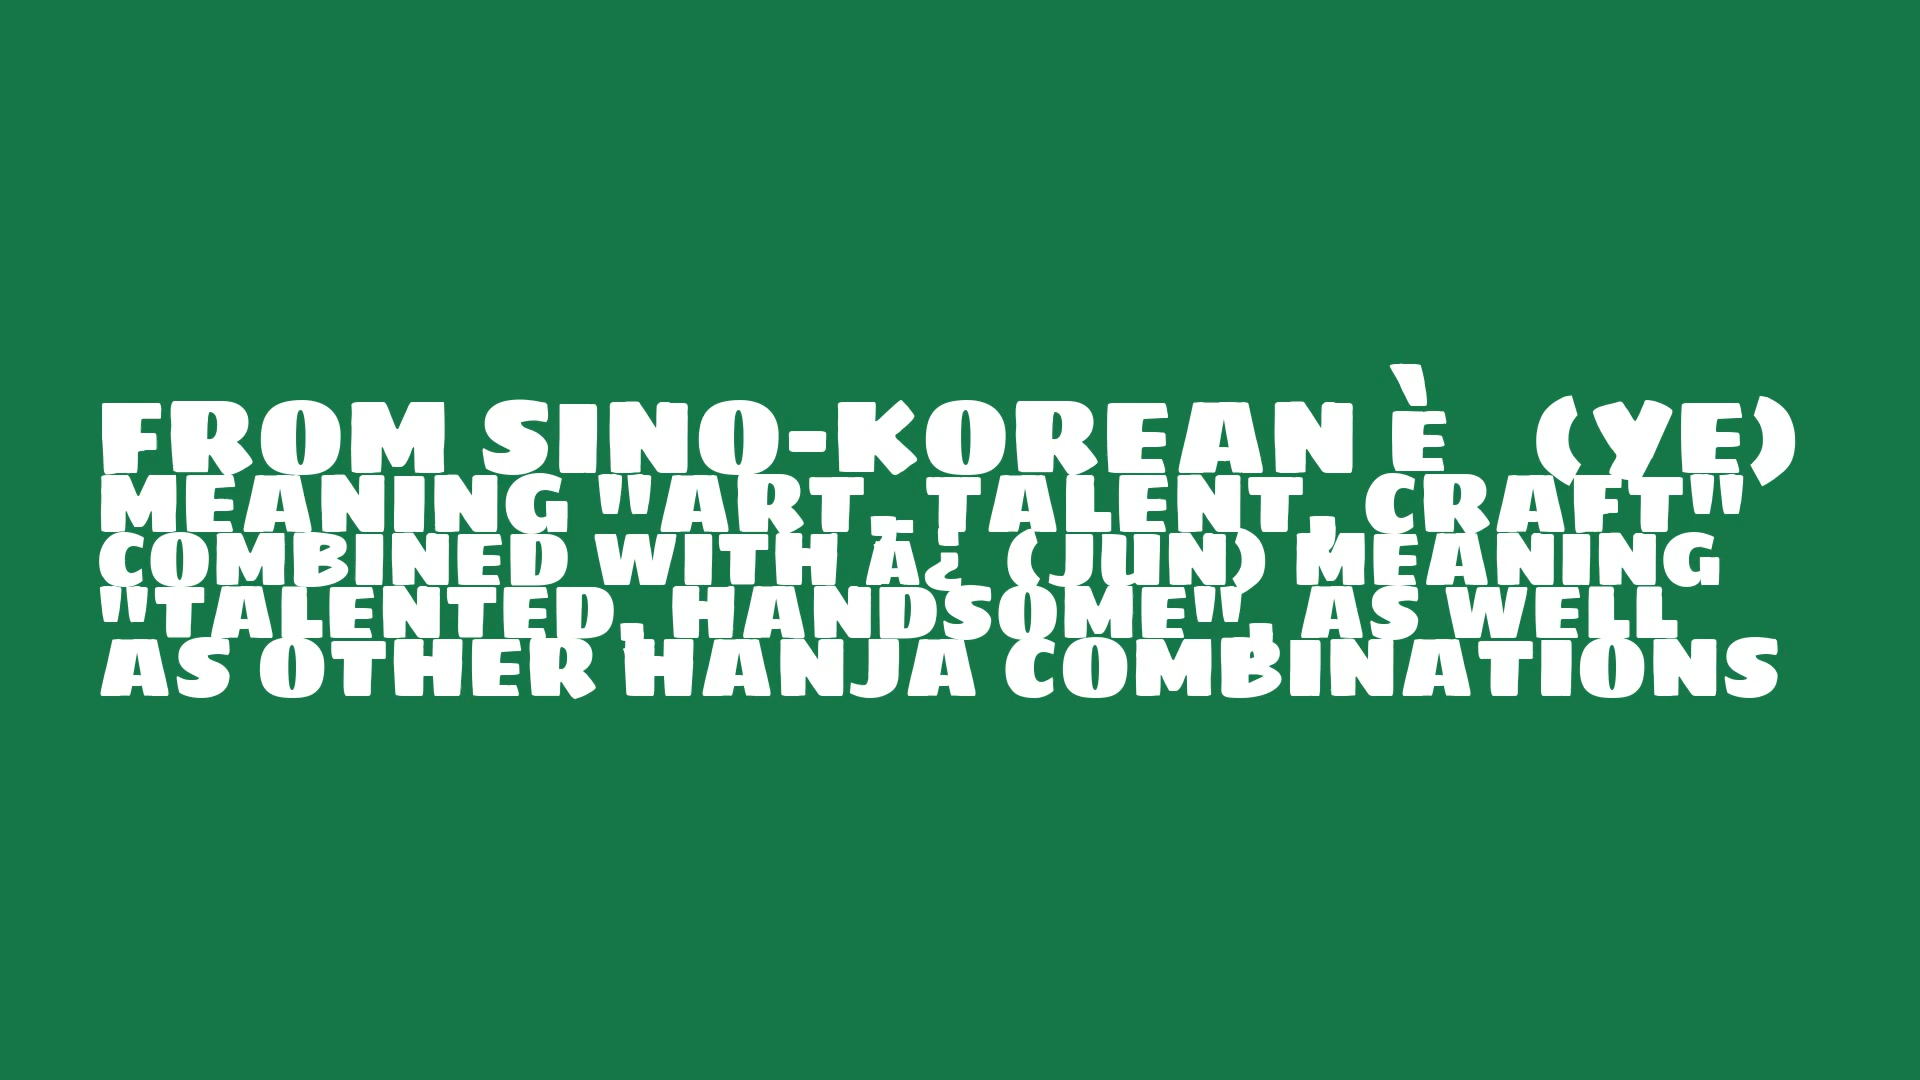 FROM SINO-KOREAN È (YE)
MEANING "ART, TALENT, CRAFT"
COMBINED WITH Ä¿ (JUN) MEANING
"TALENTED, HANDSOME", AS WELL
AS OTHER HANJA COMBINATIONS